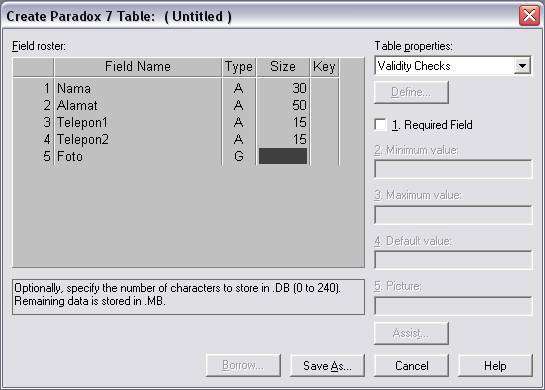 Create Paradox 7 Table: ( Untitled )
Field roster:
Field Name Type Size Key
1 Nama A 30
2 Alamat A 50
3 Telepon1 A 15
4 Telepon2 A 15
5 Foto G
Optionally, specify the number of characters to store in .DB (0 to 240).
Remaining data is stored in .MB.
Table properties:
Validity Checks
Define...
1. Required Field
2. Minimum value:
3. Maximum value:
4. Default value:
5. Picture:
Assist...
Borrow... Save As... Cancel Help